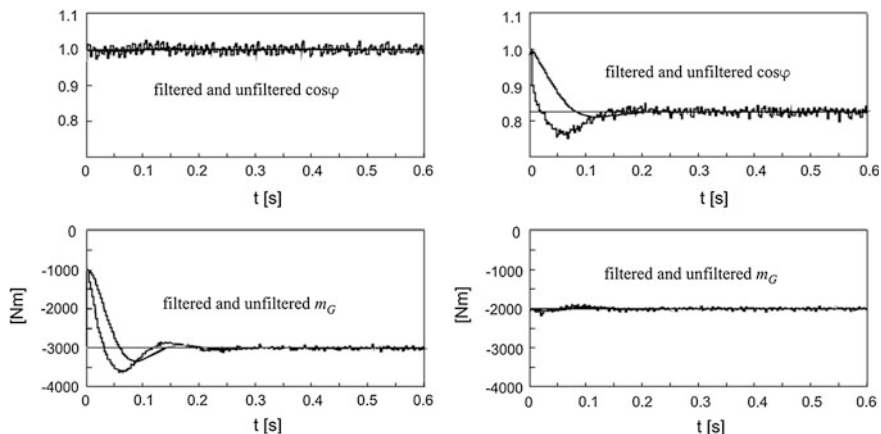 1.1
1.0
0.9
0.8
filtered and unfiltered cosφ
0 0.1 0.2 0.3 0.4 0.5 0.6
t [s]
1.1
1.0
0.9
0.8
filtered and unfiltered cosφ
0 0.1 0.2 0.3 0.4 0.5 0.6
t [s]
[Nm]
0
-1000
-2000
-3000
-4000
filtered and unfiltered m_G
0 0.1 0.2 0.3 0.4 0.5 0.6
t [s]
[Nm]
0
-1000
-2000
-3000
-4000
filtered and unfiltered m_G
0 0.1 0.2 0.3 0.4 0.5 0.6
t [s]